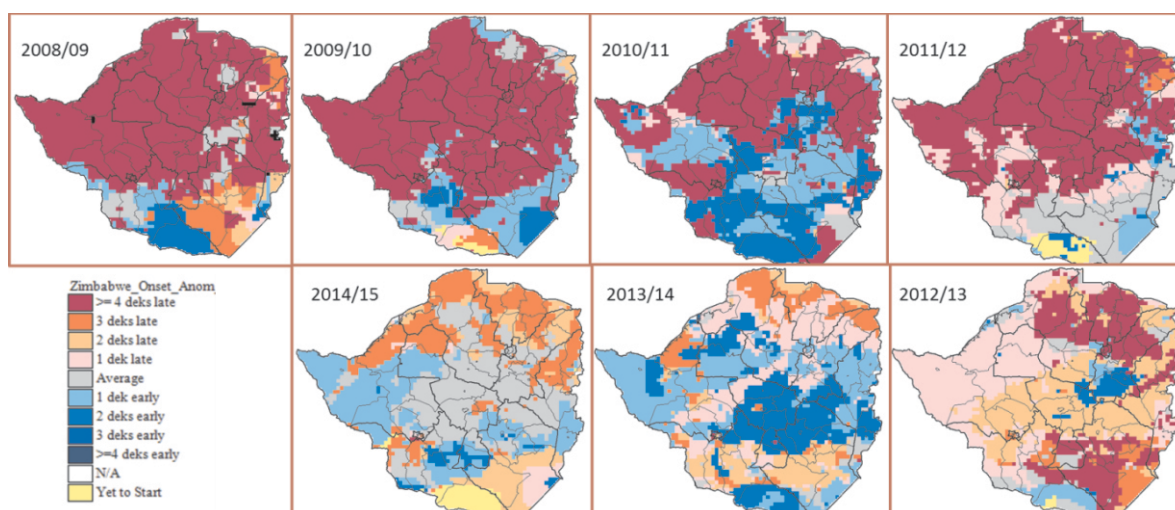 2008/09
2009/10
2010/11
2011/12
Zimbabwe_Onset_Anom
>= 4 deks late
3 deks late
2 deks late
1 dek late
Average
1 dek early
2 deks early
3 deks early
>=4 deks early
N/A
Yet to Start
2014/15
2013/14
2012/13